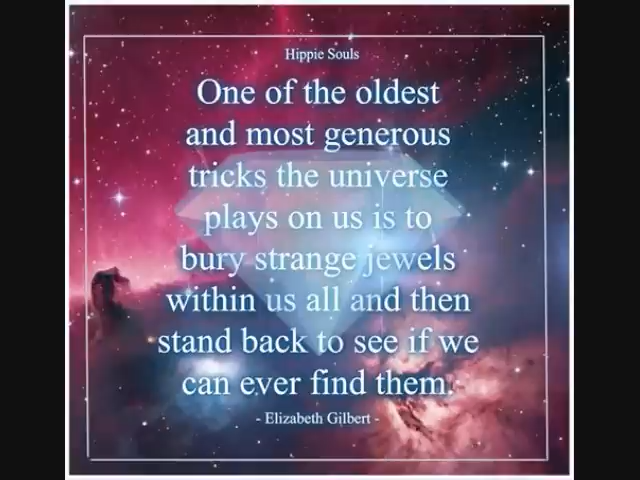 Hippie Souls
One of the oldest
and most generous
tricks the universe
plays on us is to
bury strange jewels
within us all and then
stand back to see if we
can ever find them.
- Elizabeth Gilbert -